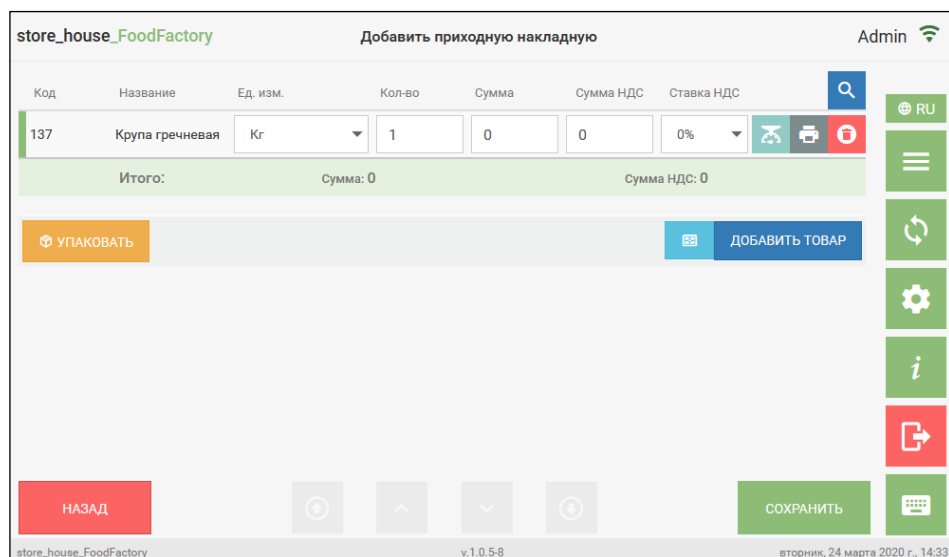 store_house_FoodFactory Добавить приходную накладную Admin
Код Название Ед. изм. Кол-во Сумма Сумма НДС Ставка НДС
RU
137 Крупа гречневая Кг 1 0 0 0%
Итого: Сумма: 0 Сумма НДС: 0
УПАКОВАТЬ ДОБАВИТЬ ТОВАР
i
НАЗАД СОХРАНИТЬ
store_house_FoodFactory v.1.0.5-8 вторник, 24 марта 2020 г., 14:33